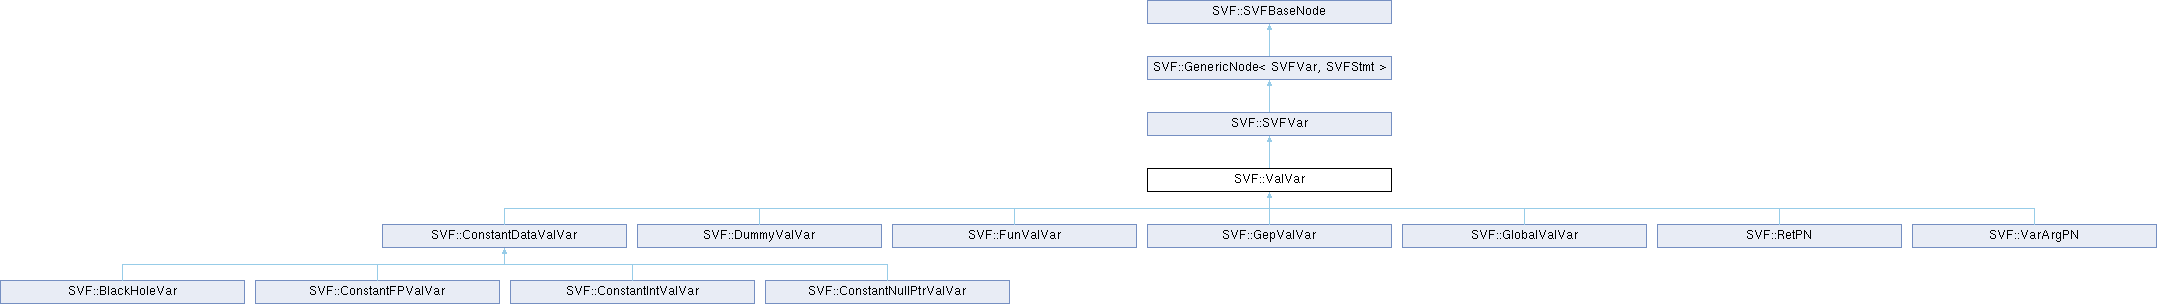 SVF::SVFBaseNode
SVF::GenericNode< SVFVar, SVFStmt >
SVF::SVFVar
SVF::ValVar
SVF::ConstantDataValVar
SVF::DummyValVar
SVF::FunValVar
SVF::GepValVar
SVF::GlobalValVar
SVF::RetPN
SVF::VarArgPN
SVF::BlackHoleVar
SVF::ConstantFPValVar
SVF::ConstantIntValVar
SVF::ConstantNullPtrValVar